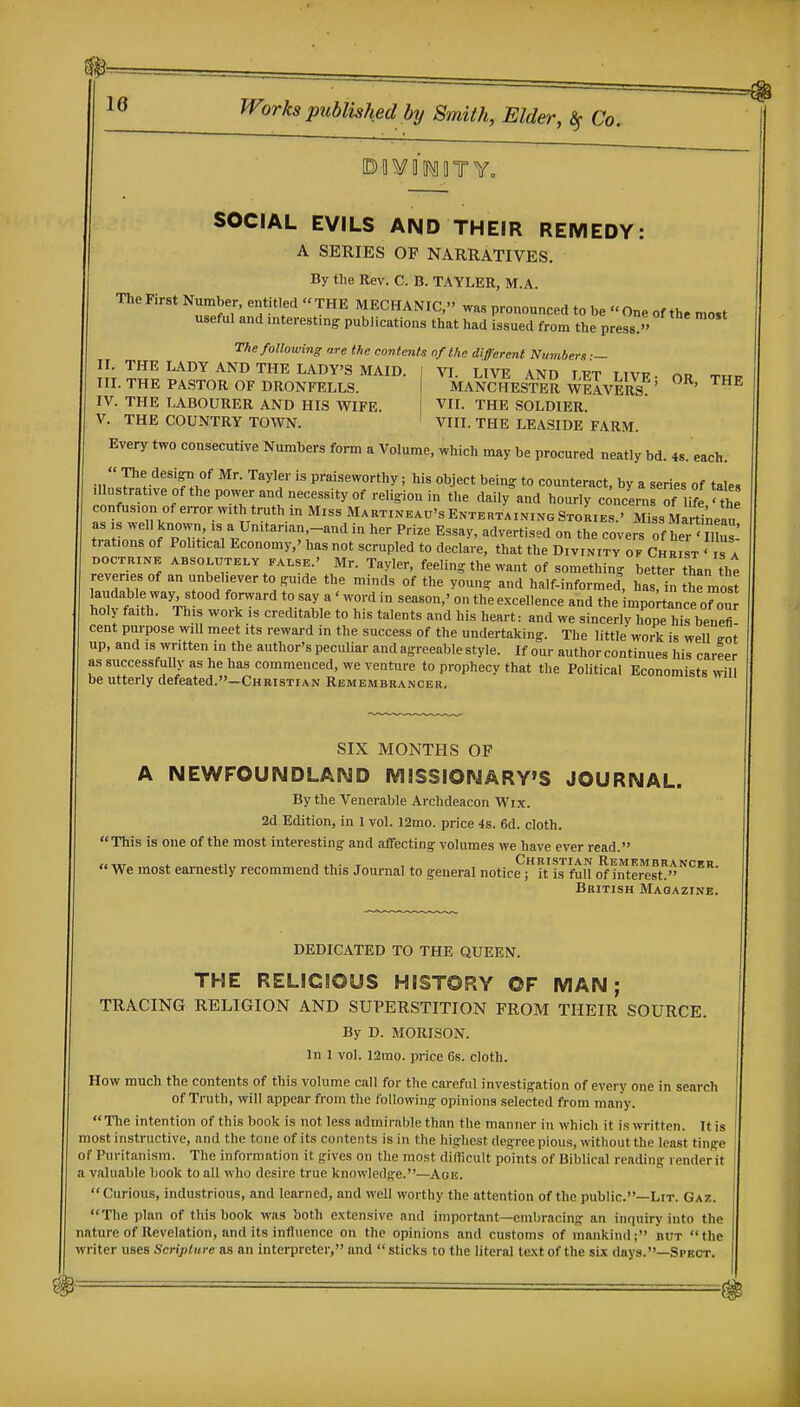 16
Works published by Smith, Elder, & Co.
DIVINITY.
SOCIAL EVILS AND THEIR REMEDY:
A SERIES OF NARRATIVES.
By the Rev. C. B. TAYLER, M.A.
The First Number, entitled “THE MECHANIC,” was pronounced to be “One of the most
useful and interesting publications that had issued from the press.”
The following are the contents of the different Numbers:—
II. THE LADY AND THE LADY'S MAID.
III. THE PASTOR OF DRONFELLS.
IV. THE LABOURER AND HIS WIFE.
V. THE COUNTRY TOWN.
VI. LIVE AND LET LIVE; OR, THE
MANCHESTER WEAVERS.
VII. THE SOLDIER.
VIII. THE LEASIDE FARM.
Every two consecutive Numbers form a Volume, which may be procured neatly bd. 4s. each.
“The design of Mr. Tayler is praiseworthy; his object being to counteract, by a series of tales
illustrative of the power and necessity of religion in the daily and hourly concerns of life, ‘the
confusion of error with truth in Miss MARTINEAU'S ENTERTAINING STORIES.’ Miss Martineau,
as is well known, is a Unitarian,—and in her Prize Essay, advertised on the covers of her ‘Illus-
trations of Political Economy,’ has not scrupled to declare, that the DIVINITY OF CHRIST ‘IS A
DOCTRINE ABSOLUTELY FALSE.’ Mr. Tayler, feeling the want of something better than the
reveries of an unbeliever to guide the minds of the young and half-informed, has, in the most
laudable way, stood forward to say a ‘word in season,’ on the excellence and the importance of our
holy faith. This work is creditable to his talents and his heart: and we sincerely hope his benefi-
cent purpose will meet its reward in the success of the undertaking. The little work is well got
up, and is written in the author's peculiar and agreeable style. If our author continues his career
as successfully as he has commenced, we venture to prophecy that the Political Economists will
be utterly defeated.”—CHRISTIAN REMEMBRANCER.
SIX MONTHS OF
A NEWFOUNDLAND MISSIONARY'S JOURNAL.
By the Venerable Archdeacon WIX.
2d Edition, in 1 vol. 12mo. price 4s. 6d. cloth.
“This is one of the most interesting and affecting volumes we have ever read.”
CHRISTIAN REMEMBRANCER.
“We most earnestly recommend this Journal to general notice; it is full of interest.”
BRITISH MAGAZINE.
DEDICATED TO THE QUEEN.
THE RELIGIOUS HISTORY OF MAN;
TRACING RELIGION AND SUPERSTITION FROM THEIR SOURCE.
By D. MORISON.
In 1 vol. 12mo. price 6s. cloth.
How much the contents of this volume call for the careful investigation of every one in search
of Truth, will appear from the following opinions selected from many.
“The intention of this book is not less admirable than the manner in which it is written. It is
most instructive, and the tone of its contents is in the highest degree pious, without the least tinge
of Puritanism. The information it gives on the most difficult points of Biblical reading render it
a valuable book to all who desire true knowledge.”—AGE.
“Curious, industrious, and learned, and well worthy the attention of the public.”—LIT. GAZ.
“The plan of this book was both extensive and important—embracing an inquiry into the
nature of Revelation, and its influence on the opinions and customs of mankind;” BUT “the
writer uses Scripture as an interpreter,” and “sticks to the literal text of the six days.”—SPECT.